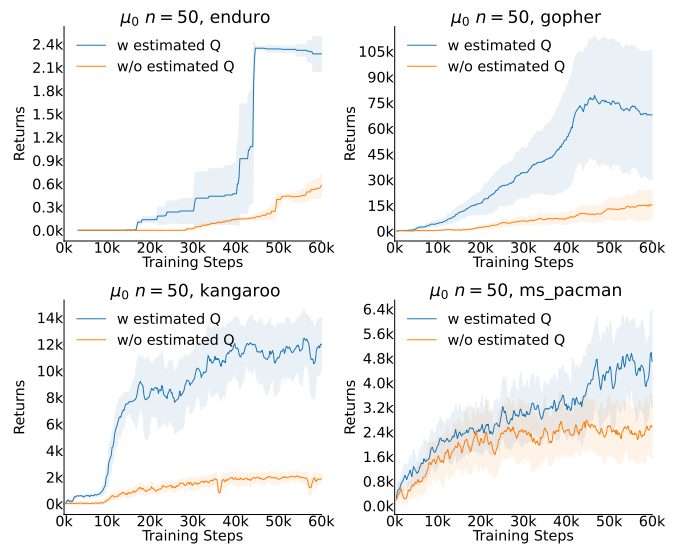 μ₀ n = 50, enduro
w estimated Q
w/o estimated Q
Returns
2.4k
2.1k
1.8k
1.5k
1.2k
0.9k
0.6k
0.3k
0.0k
0k 10k 20k 30k 40k 50k 60k
Training Steps
μ₀ n = 50, gopher
w estimated Q
w/o estimated Q
Returns
105k
90k
75k
60k
45k
30k
15k
0k
0k 10k 20k 30k 40k 50k 60k
Training Steps
μ₀ n = 50, kangaroo
w estimated Q
w/o estimated Q
Returns
14k
12k
10k
8k
6k
4k
2k
0k
0k 10k 20k 30k 40k 50k 60k
Training Steps
μ₀ n = 50, ms_pacman
w estimated Q
w/o estimated Q
Returns
6.4k
5.6k
4.8k
4.0k
3.2k
2.4k
1.6k
0.8k
0.0k
0k 10k 20k 30k 40k 50k 60k
Training Steps